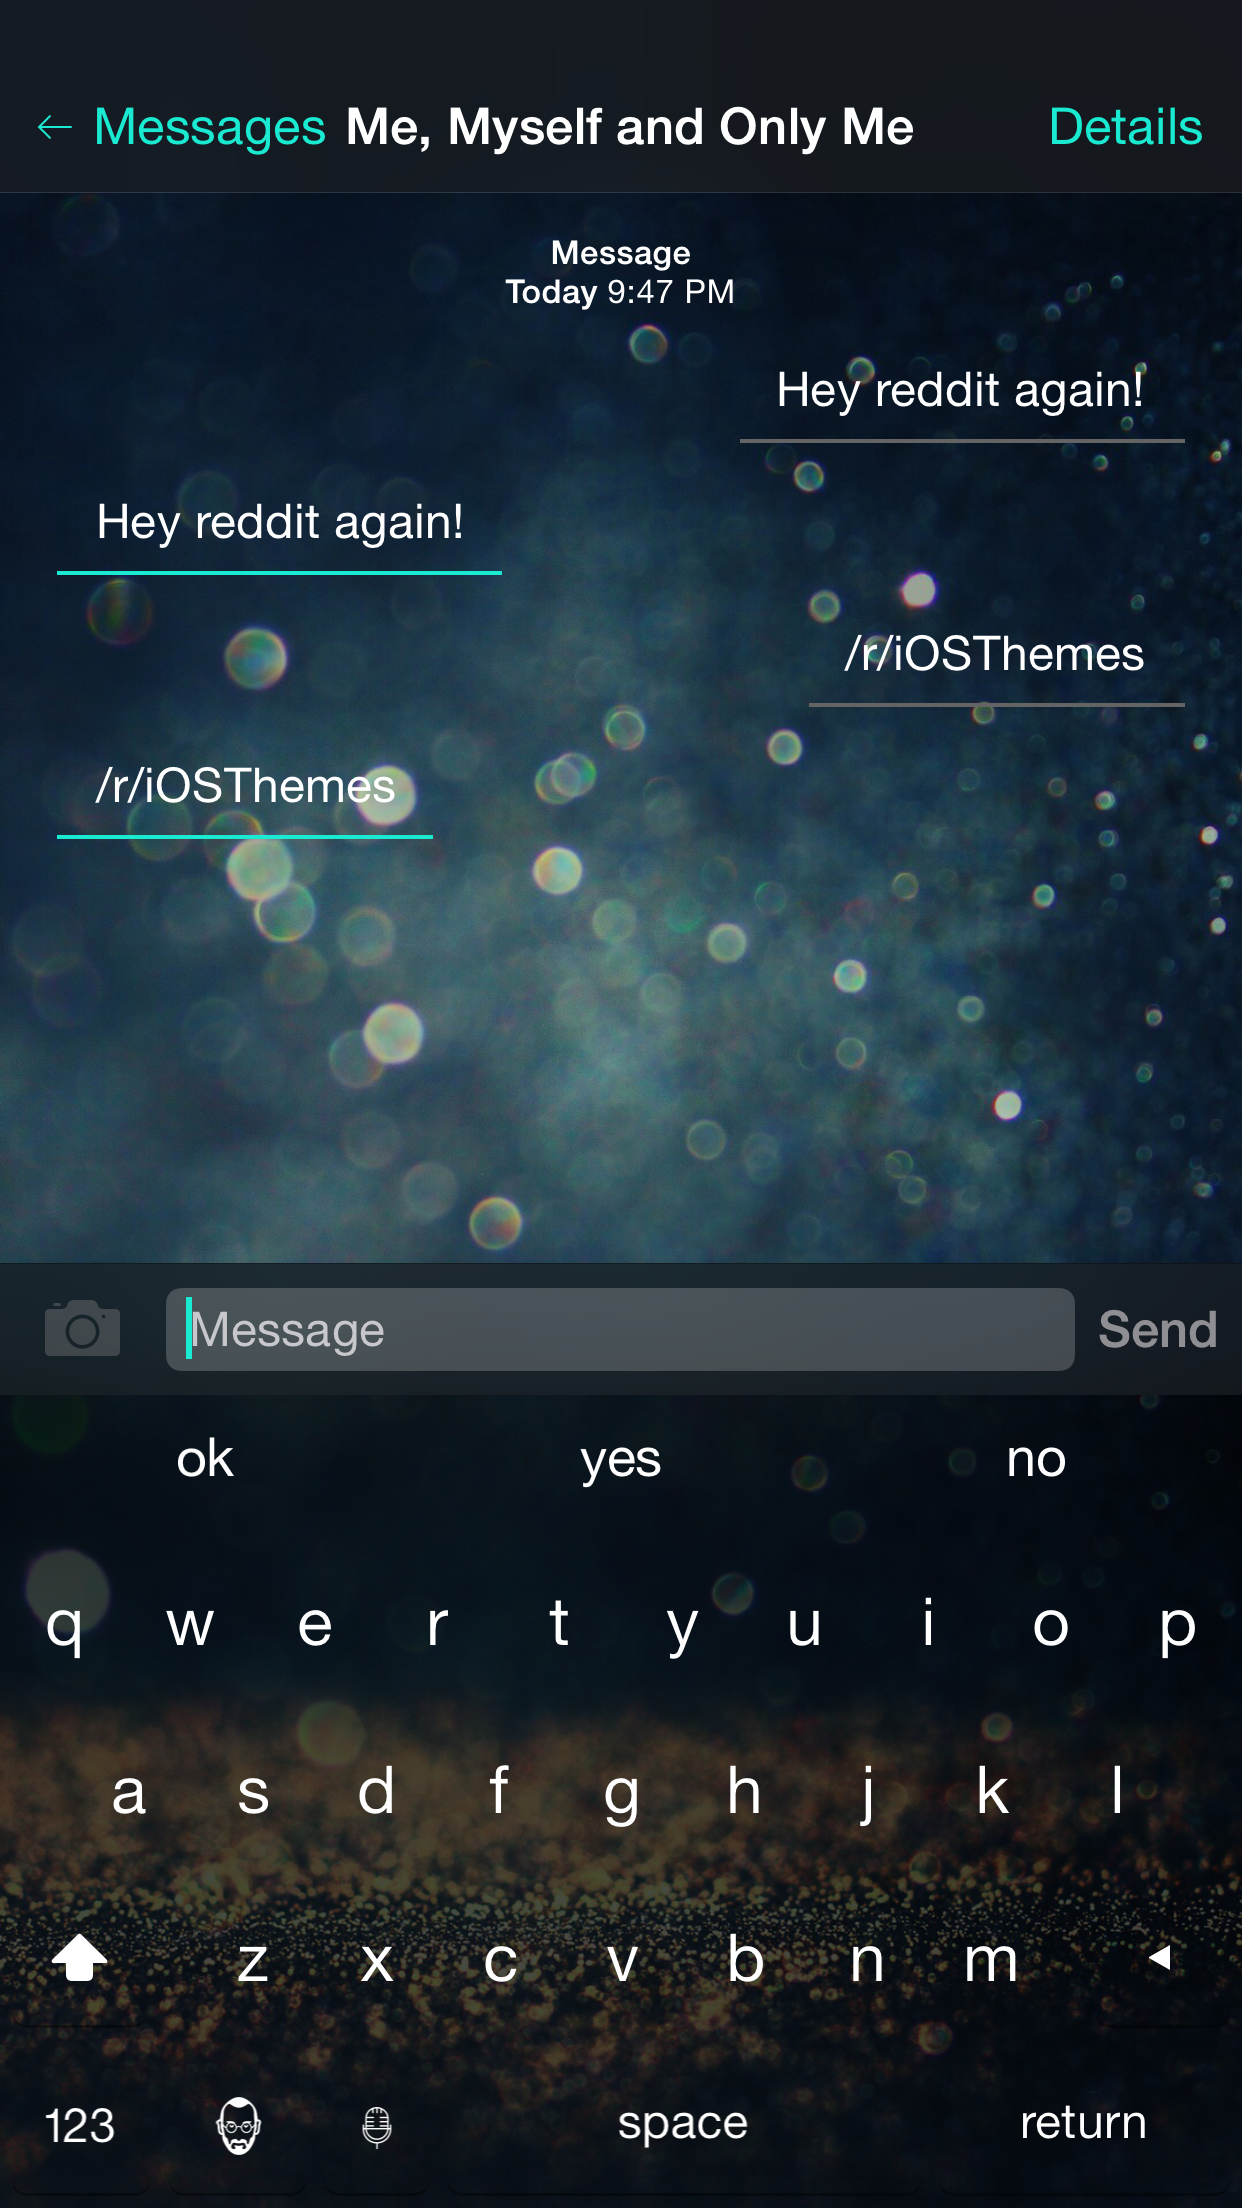 Messages Me, Myself and Only Me Details
Message
Today 9:47 PM
Hey reddit again!
Hey reddit again!
/r/iOSThemes
/r/iOSThemes
Message Send
ok yes no
q w e r t y u i o p
a s d f g h j k l
z x c v b n m
123 space return